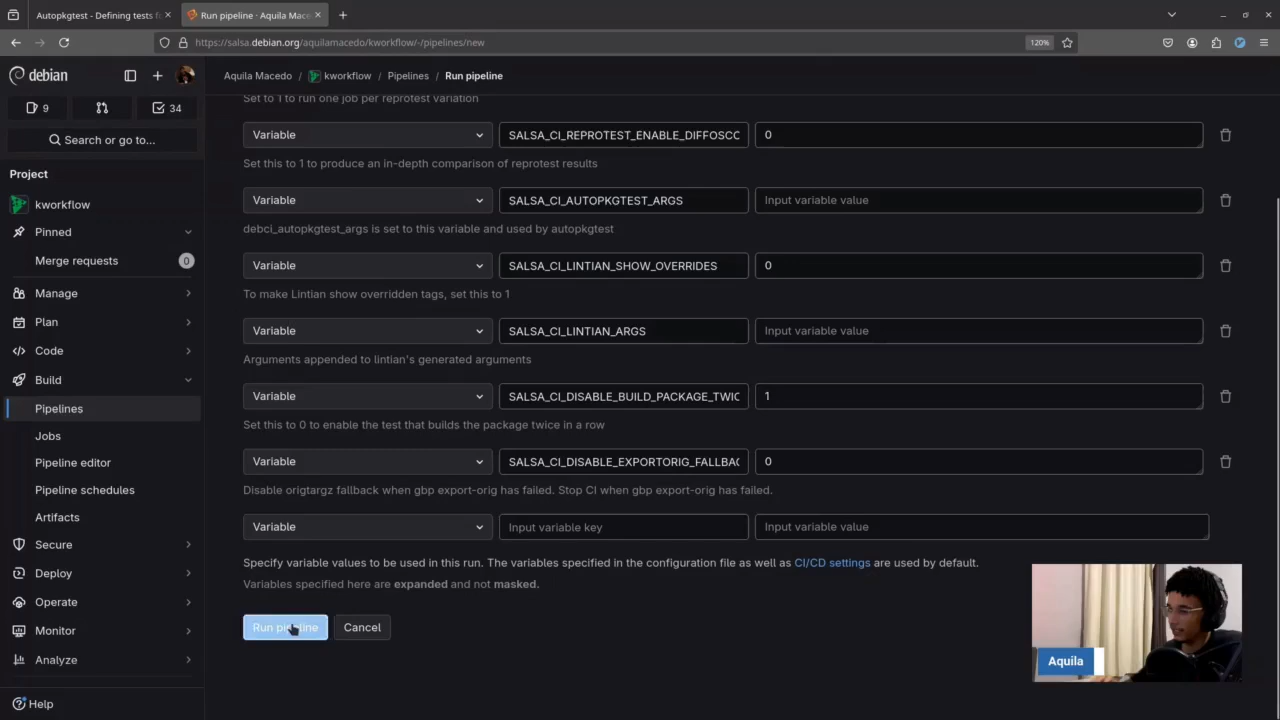 Autopkgtest - Defining tests f
Run pipeline · Aquila Mace
https://salsa.debian.org/aquilamacedo/kworkflow/-/pipelines/new
120%
debian
9
34
Search or go to...
Project
kworkflow
Pinned
Merge requests
0
Manage
Plan
Code
Build
Pipelines
Jobs
Pipeline editor
Pipeline schedules
Artifacts
Secure
Deploy
Operate
Monitor
Analyze
Help
Aquila Macedo / kworkflow / Pipelines / Run pipeline
Set to 1 to run one job per reprotest variation
Variable SALSA_CI_REPROTEST_ENABLE_DIFFOSCO 0
Set this to 1 to produce an in-depth comparison of reprotest results
Variable SALSA_CI_AUTOPKGTEST_ARGS Input variable value
debci_autopkgtest_args is set to this variable and used by autopkgtest
Variable SALSA_CI_LINTIAN_SHOW_OVERRIDES 0
To make Lintian show overridden tags, set this to 1
Variable SALSA_CI_LINTIAN_ARGS Input variable value
Arguments appended to lintian's generated arguments
Variable SALSA_CI_DISABLE_BUILD_PACKAGE_TWIC 1
Set this to 0 to enable the test that builds the package twice in a row
Variable SALSA_CI_DISABLE_EXPORTORIG_FALLBAC 0
Disable origtargz fallback when gbp export-orig has failed. Stop CI when gbp export-orig has failed.
Variable Input variable key Input variable value
Specify variable values to be used in this run. The variables specified in the configuration file as well as CI/CD settings are used by default.
Variables specified here are expanded and not masked.
Run pipeline Cancel
Aquila